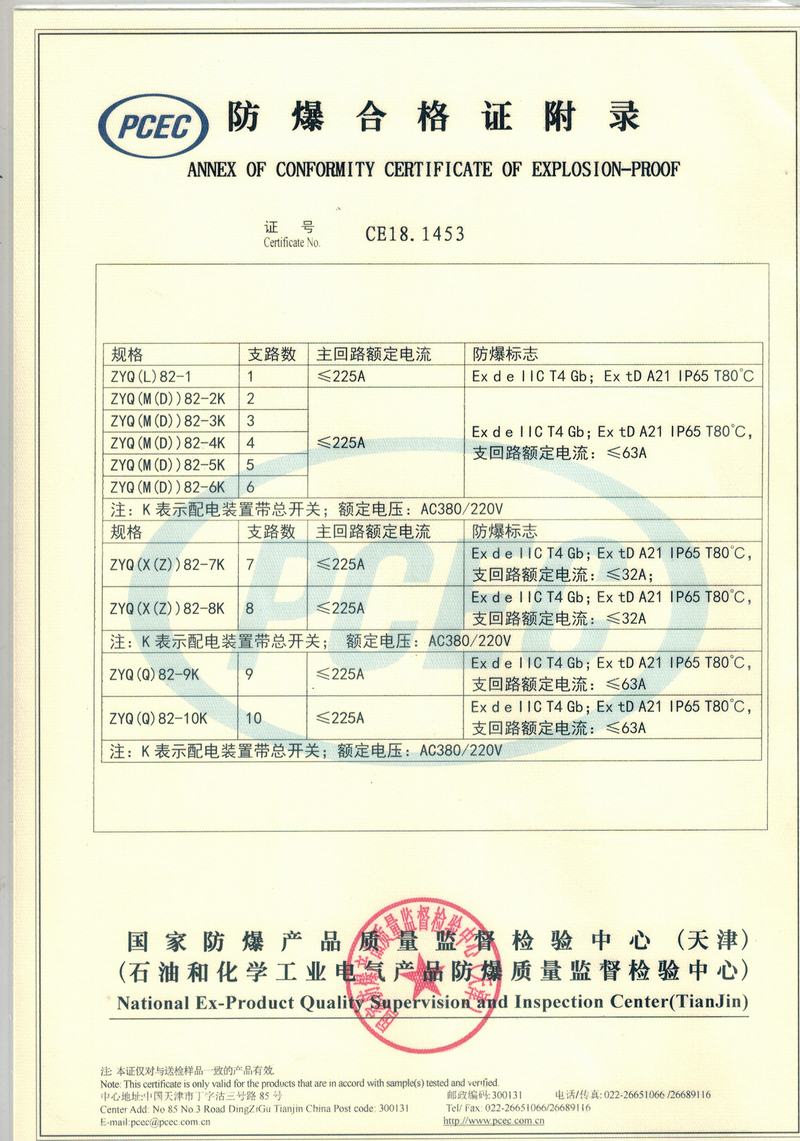 PCEC
防爆合格证附录
ANNEX OF CONFORMITY CERTIFICATE OF EXPLOSION-PROOF
证 号
Certificate No.
CE18.1453
规格 支路数 主回路额定电流 防爆标志
ZYQ(L)82-1 1 ≤225A Ex d e IIC T4 Gb; Ex tD A21 IP65 T80℃
ZYQ(M(D))82-2K 2
ZYQ(M(D))82-3K 3
ZYQ(M(D))82-4K 4 ≤225A Ex d e IIC T4 Gb; Ex tD A21 IP65 T80℃,
支回路额定电流：≤63A
ZYQ(M(D))82-5K 5
ZYQ(M(D))82-6K 6
注：K 表示配电装置带总开关；额定电压：AC380/220V
规格 支路数 主回路额定电流 防爆标志
ZYQ(X(Z))82-7K 7 ≤225A Ex d e IIC T4 Gb; Ex tD A21 IP65 T80℃,
支回路额定电流：≤32A;
ZYQ(X(Z))82-8K 8 ≤225A Ex d e IIC T4 Gb; Ex tD A21 IP65 T80℃,
支回路额定电流：≤32A
注：K 表示配电装置带总开关； 额定电压：AC380/220V
ZYQ(Q)82-9K 9 ≤225A Ex d e IIC T4 Gb; Ex tD A21 IP65 T80℃,
支回路额定电流：≤63A
ZYQ(Q)82-10K 10 ≤225A Ex d e IIC T4 Gb; Ex tD A21 IP65 T80℃,
支回路额定电流：≤63A
注：K 表示配电装置带总开关；额定电压：AC380/220V
PCEC
国家防爆产品质量监督检验中心（天津）
（石油和化学工业电气产品防爆质量监督检验中心）
National Ex-Product Quality Supervision and Inspection Center(TianJin)
国家防爆产品质量监督检验中心(天津)
注: 本证仅对与送检样品一致的产品有效.
Note: This certificate is only valid for the products that are in accord with sample(s) tested and verified.
中心地址:中国天津市丁字沽三号路 85 号 邮政编码:300131 电话/传真: 022-26651066 /26689116
Center Add: No 85 No 3 Road DingZiGu Tianjin China Post code: 300131 Tel/ Fax: 022-26651066/26689116
E-mail:pcec@pcec.com.cn http://www.pcec.com.cn